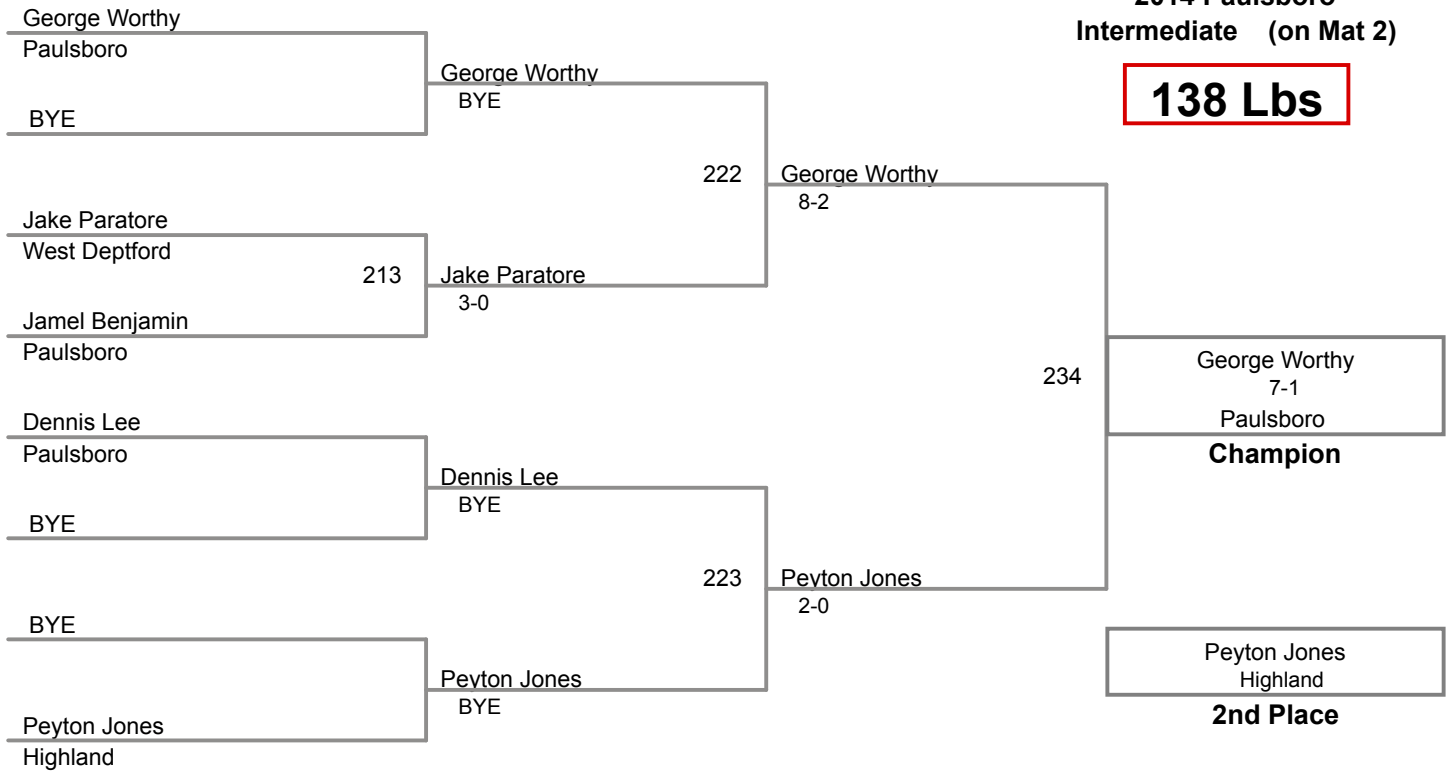 2014 Paulsboro
Intermediate (on Mat 2)
138 Lbs
George Worthy
Paulsboro
BYE
Jake Paratore
West Deptford
213
Jamel Benjamin
Paulsboro
Dennis Lee
Paulsboro
BYE
BYE
Peyton Jones
Highland
George Worthy
BYE
222
Jake Paratore
3-0
Dennis Lee
BYE
223
Peyton Jones
BYE
George Worthy
8-2
234
Peyton Jones
2-0
George Worthy
7-1
Paulsboro
Champion
Peyton Jones
Highland
2nd Place